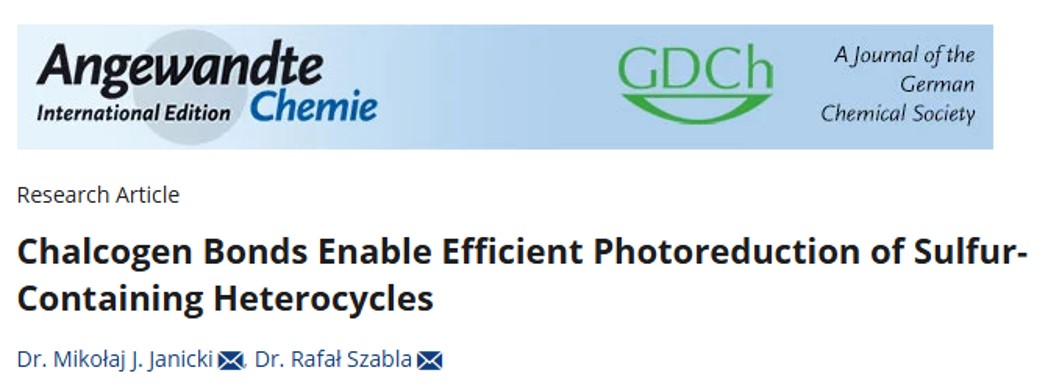 Angewandte
International Edition Chemie
GDCh
A Journal of the
German
Chemical Society
Research Article
Chalcogen Bonds Enable Efficient Photoreduction of Sulfur-
Containing Heterocycles
Dr. Mikołaj J. Janicki, Dr. Rafał Szabla